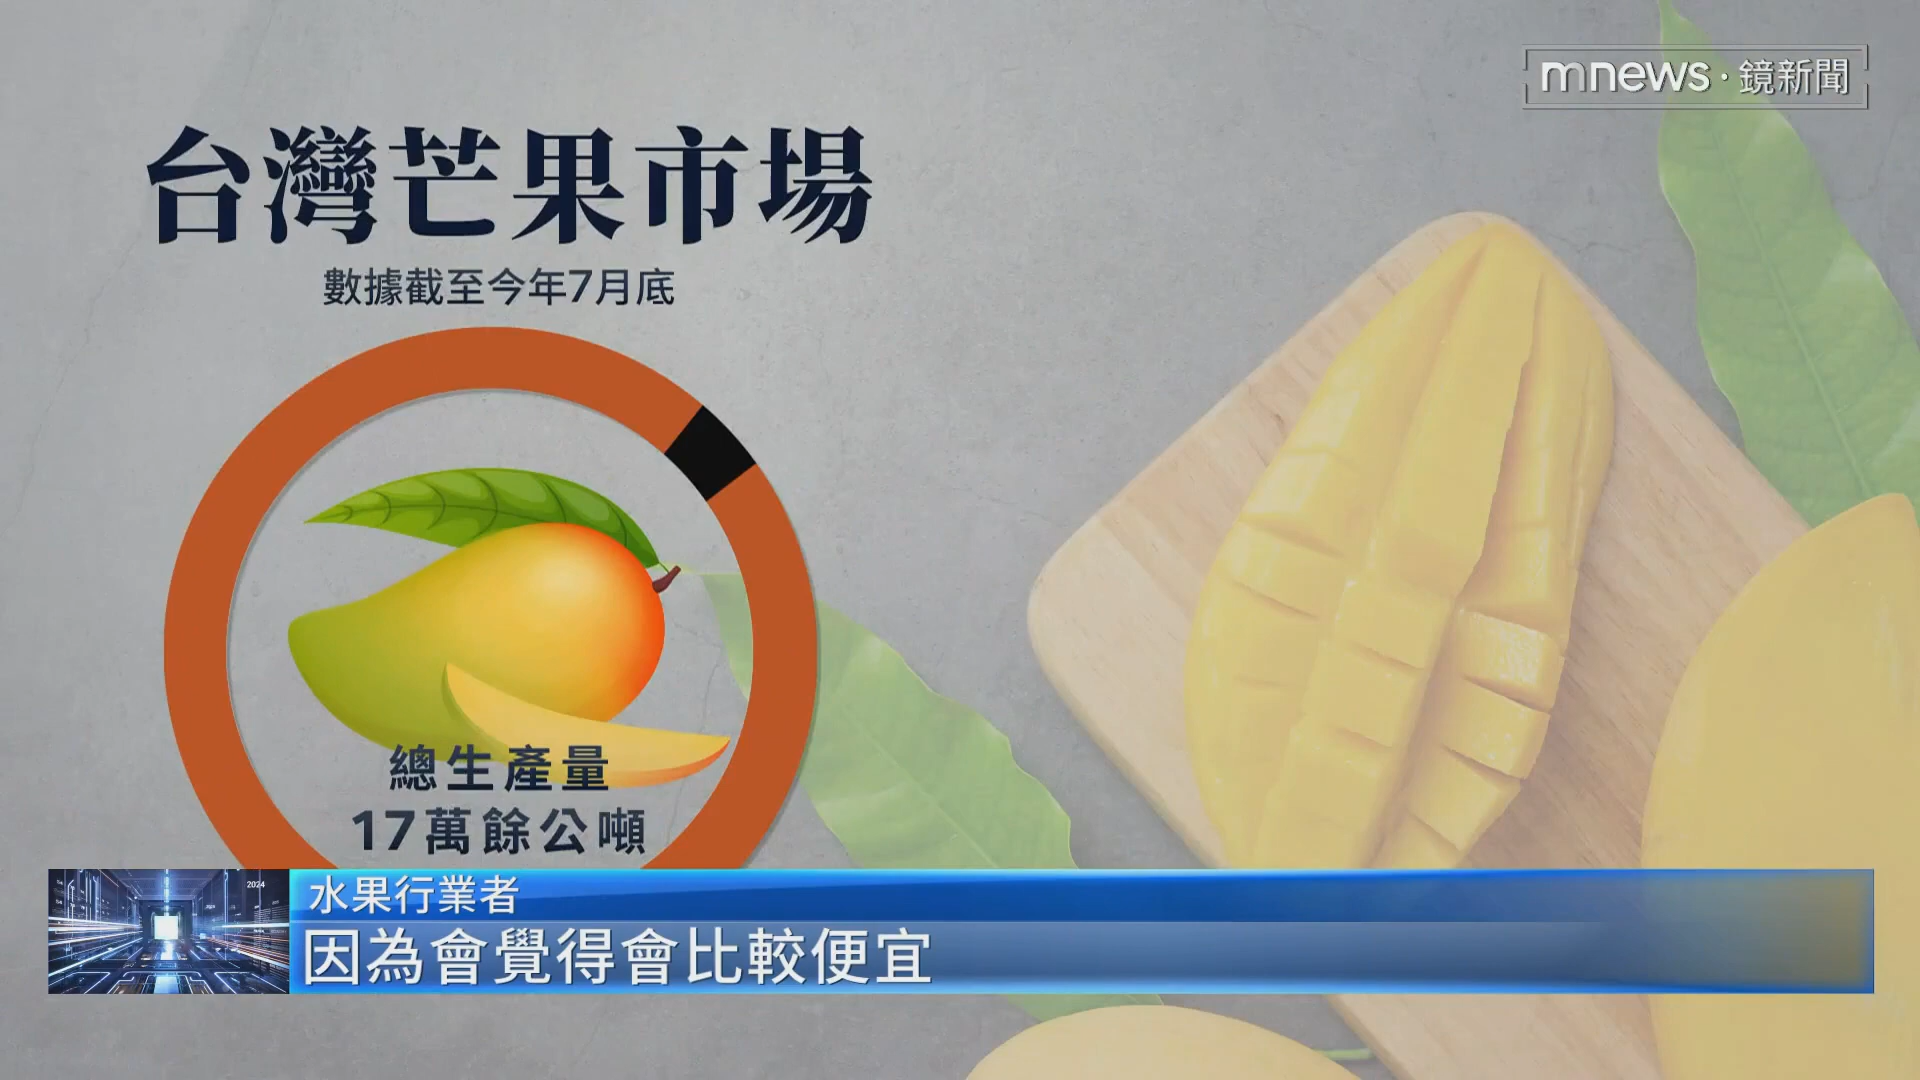 mnews·鏡新聞
台灣芒果市場
數據截至今年7月底
總生產量
17萬餘公噸
2024
水果行業者
因為會覺得會比較便宜